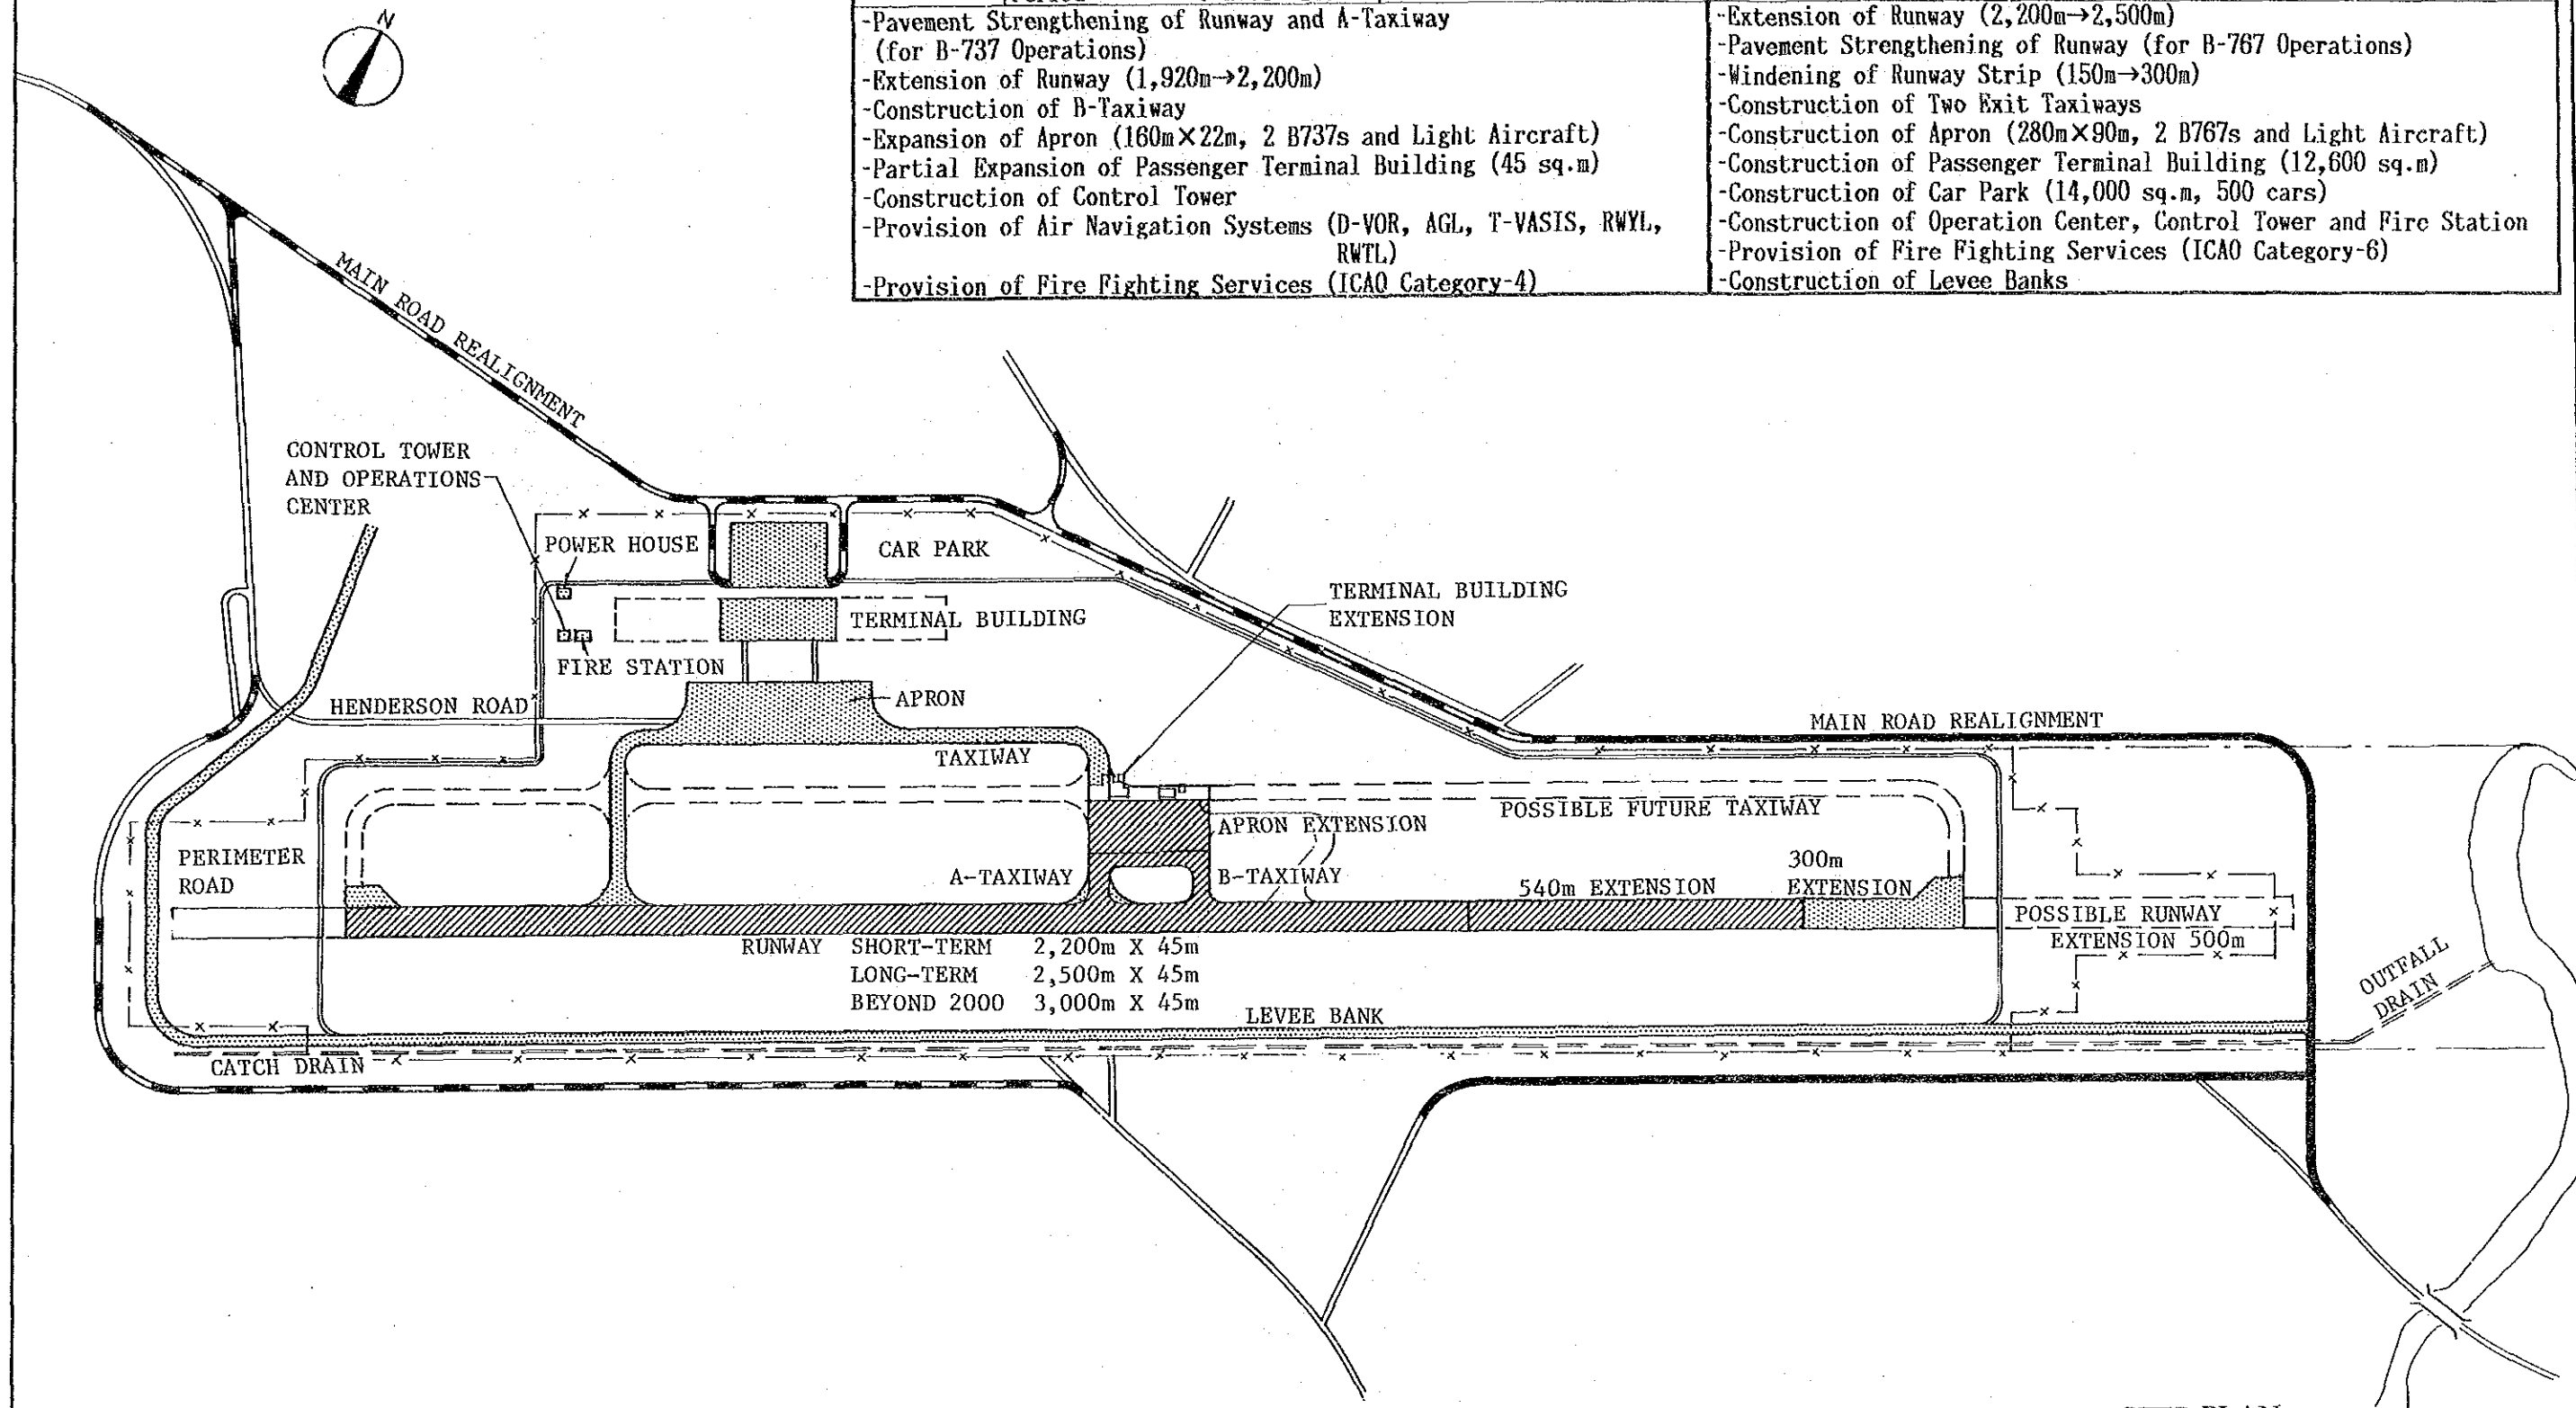 N
-Pavement Strengthening of Runway and A-Taxiway
(for B-737 Operations)
-Extension of Runway (1,920m→2,200m)
-Construction of B-Taxiway
-Expansion of Apron (160m×22m, 2 B737s and Light Aircraft)
-Partial Expansion of Passenger Terminal Building (45 sq.m)
-Construction of Control Tower
-Provision of Air Navigation Systems (D-VOR, AGL, T-VASIS, RWYL,
RWTL)
-Provision of Fire Fighting Services (ICAO Category-4)
-Extension of Runway (2,200m→2,500m)
-Pavement Strengthening of Runway (for B-767 Operations)
-Windening of Runway Strip (150m→300m)
-Construction of Two Exit Taxiways
-Construction of Apron (280m×90m, 2 B767s and Light Aircraft)
-Construction of Passenger Terminal Building (12,600 sq.m)
-Construction of Car Park (14,000 sq.m, 500 cars)
-Construction of Operation Center, Control Tower and Fire Station
-Provision of Fire Fighting Services (ICAO Category-6)
-Construction of Levee Banks
MAIN ROAD REALIGNMENT
CONTROL TOWER
AND OPERATIONS
CENTER
POWER HOUSE
CAR PARK
TERMINAL BUILDING
EXTENSION
TERMINAL BUILDING
FIRE STATION
HENDERSON ROAD
APRON
MAIN ROAD REALIGNMENT
TAXIWAY
POSSIBLE FUTURE TAXIWAY
APRON EXTENSION
PERIMETER
ROAD
A-TAXIWAY
B-TAXIWAY
540m EXTENSION
300m
EXTENSION
POSSIBLE RUNWAY
EXTENSION 500m
RUNWAY SHORT-TERM 2,200m X 45m
LONG-TERM 2,500m X 45m
BEYOND 2000 3,000m X 45m
LEVEE BANK
OUTFALL
DRAIN
CATCH DRAIN